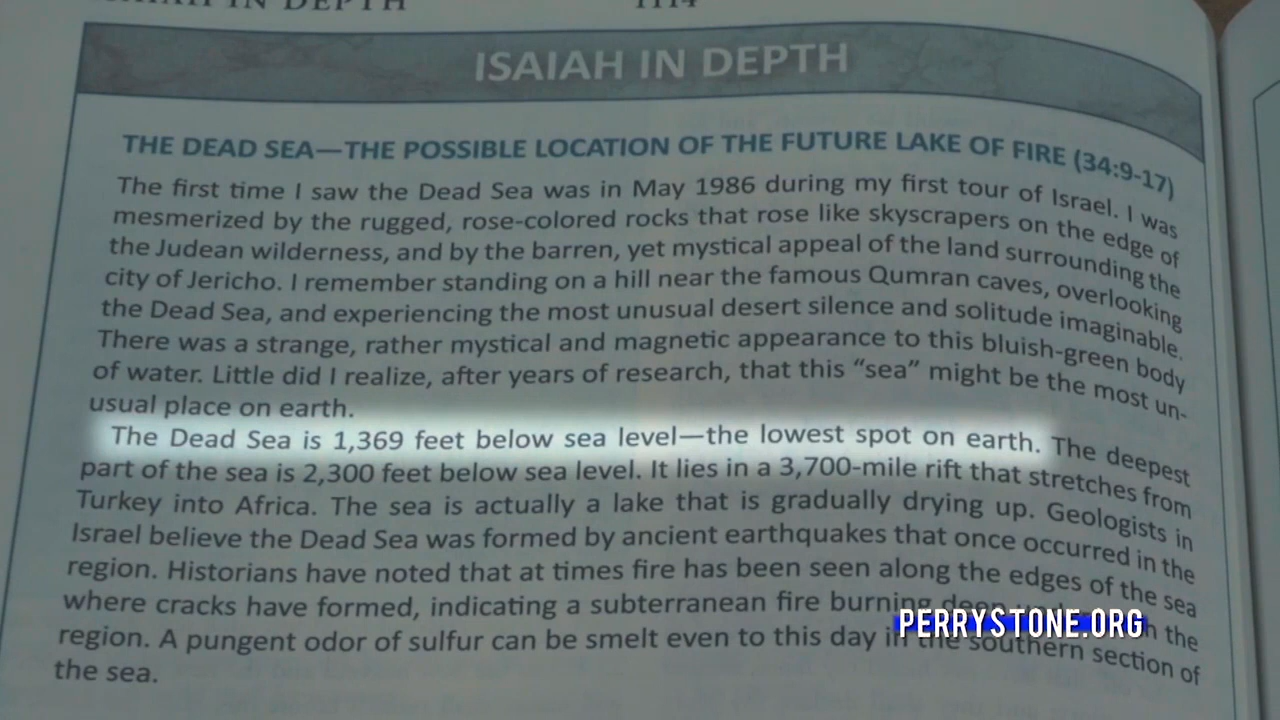 ISAIAH IN DEPTH
1114
ISAIAH IN DEPTH
THE DEAD SEA—THE POSSIBLE LOCATION OF THE FUTURE LAKE OF FIRE (34:9-17)
The first time I saw the Dead Sea was in May 1986 during my first tour of Israel. I was
mesmerized by the rugged, rose-colored rocks that rose like skyscrapers on the edge of
the Judean wilderness, and by the barren, yet mystical appeal of the land surrounding the
city of Jericho. I remember standing on a hill near the famous Qumran caves, overlooking
the Dead Sea, and experiencing the most unusual desert silence and solitude imaginable.
There was a strange, rather mystical and magnetic appearance to this bluish-green body
of water. Little did I realize, after years of research, that this “sea” might be the most un-
usual place on earth.
The Dead Sea is 1,369 feet below sea level—the lowest spot on earth. The deepest
part of the sea is 2,300 feet below sea level. It lies in a 3,700-mile rift that stretches from
Turkey into Africa. The sea is actually a lake that is gradually drying up. Geologists in
Israel believe the Dead Sea was formed by ancient earthquakes that once occurred in the
region. Historians have noted that at times fire has been seen along the edges of the sea
where cracks have formed, indicating a subterranean fire burning in the
region. A pungent odor of sulfur can be smelt even to this day in the southern section of
the sea.
PERRYSTONE.ORG